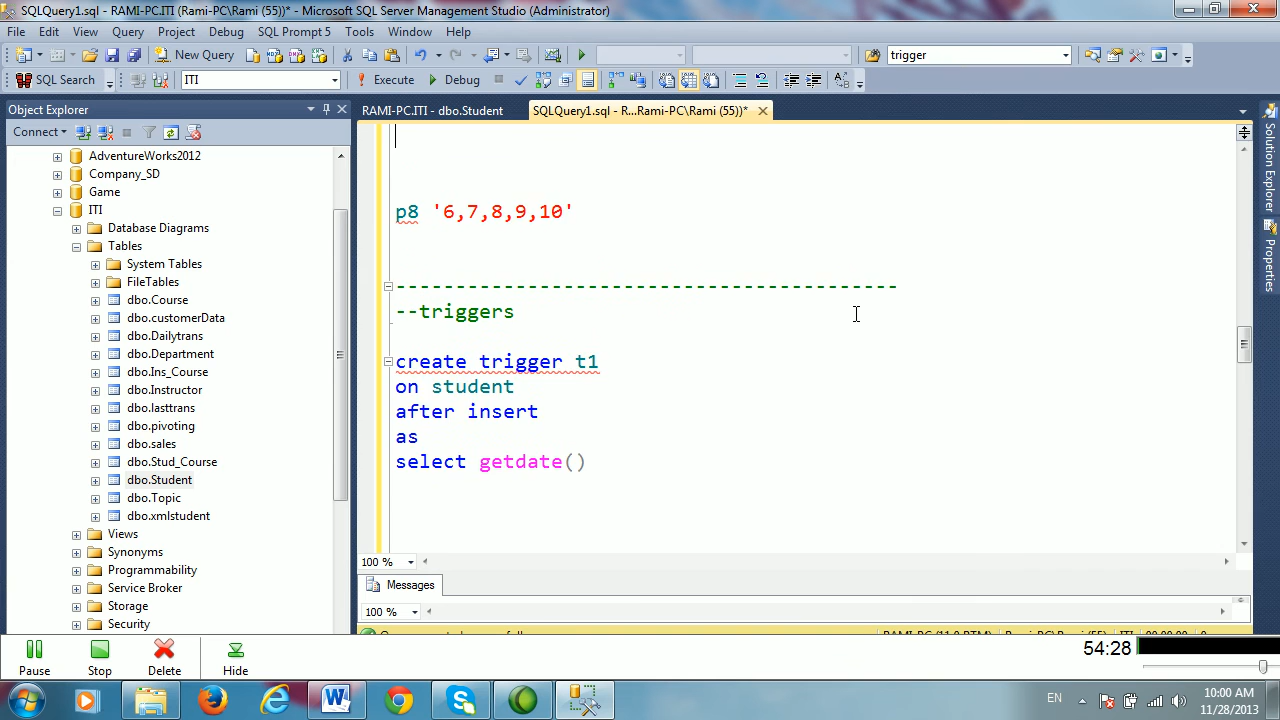 SQLQuery1.sql - RAMI-PC.ITI (Rami-PC\Rami (55))* - Microsoft SQL Server Management Studio (Administrator)
File Edit View Query Project Debug SQL Prompt 5 Tools Window Help
New Query trigger
SQL Search ITI Execute Debug
Object Explorer
RAMI-PC.ITI - dbo.Student SQLQuery1.sql - R...Rami-PC\Rami (55))*
Connect
AdventureWorks2012
Company_SD
Game
ITI
Database Diagrams
Tables
System Tables
FileTables
dbo.Course
dbo.customerData
dbo.Dailytrans
dbo.Department
dbo.Ins_Course
dbo.Instructor
dbo.lasttrans
dbo.pivoting
dbo.sales
dbo.Stud_Course
dbo.Student
dbo.Topic
dbo.xmlstudent
Views
Synonyms
Programmability
Service Broker
Storage
Security
p8 '6,7,8,9,10'
------------------------------------------
--triggers
create trigger t1
on student
after insert
as
select getdate()
100 %
Messages
100 %
Solution Explorer
Properties
Pause Stop Delete Hide
54:28
EN
10:00 AM
11/28/2013